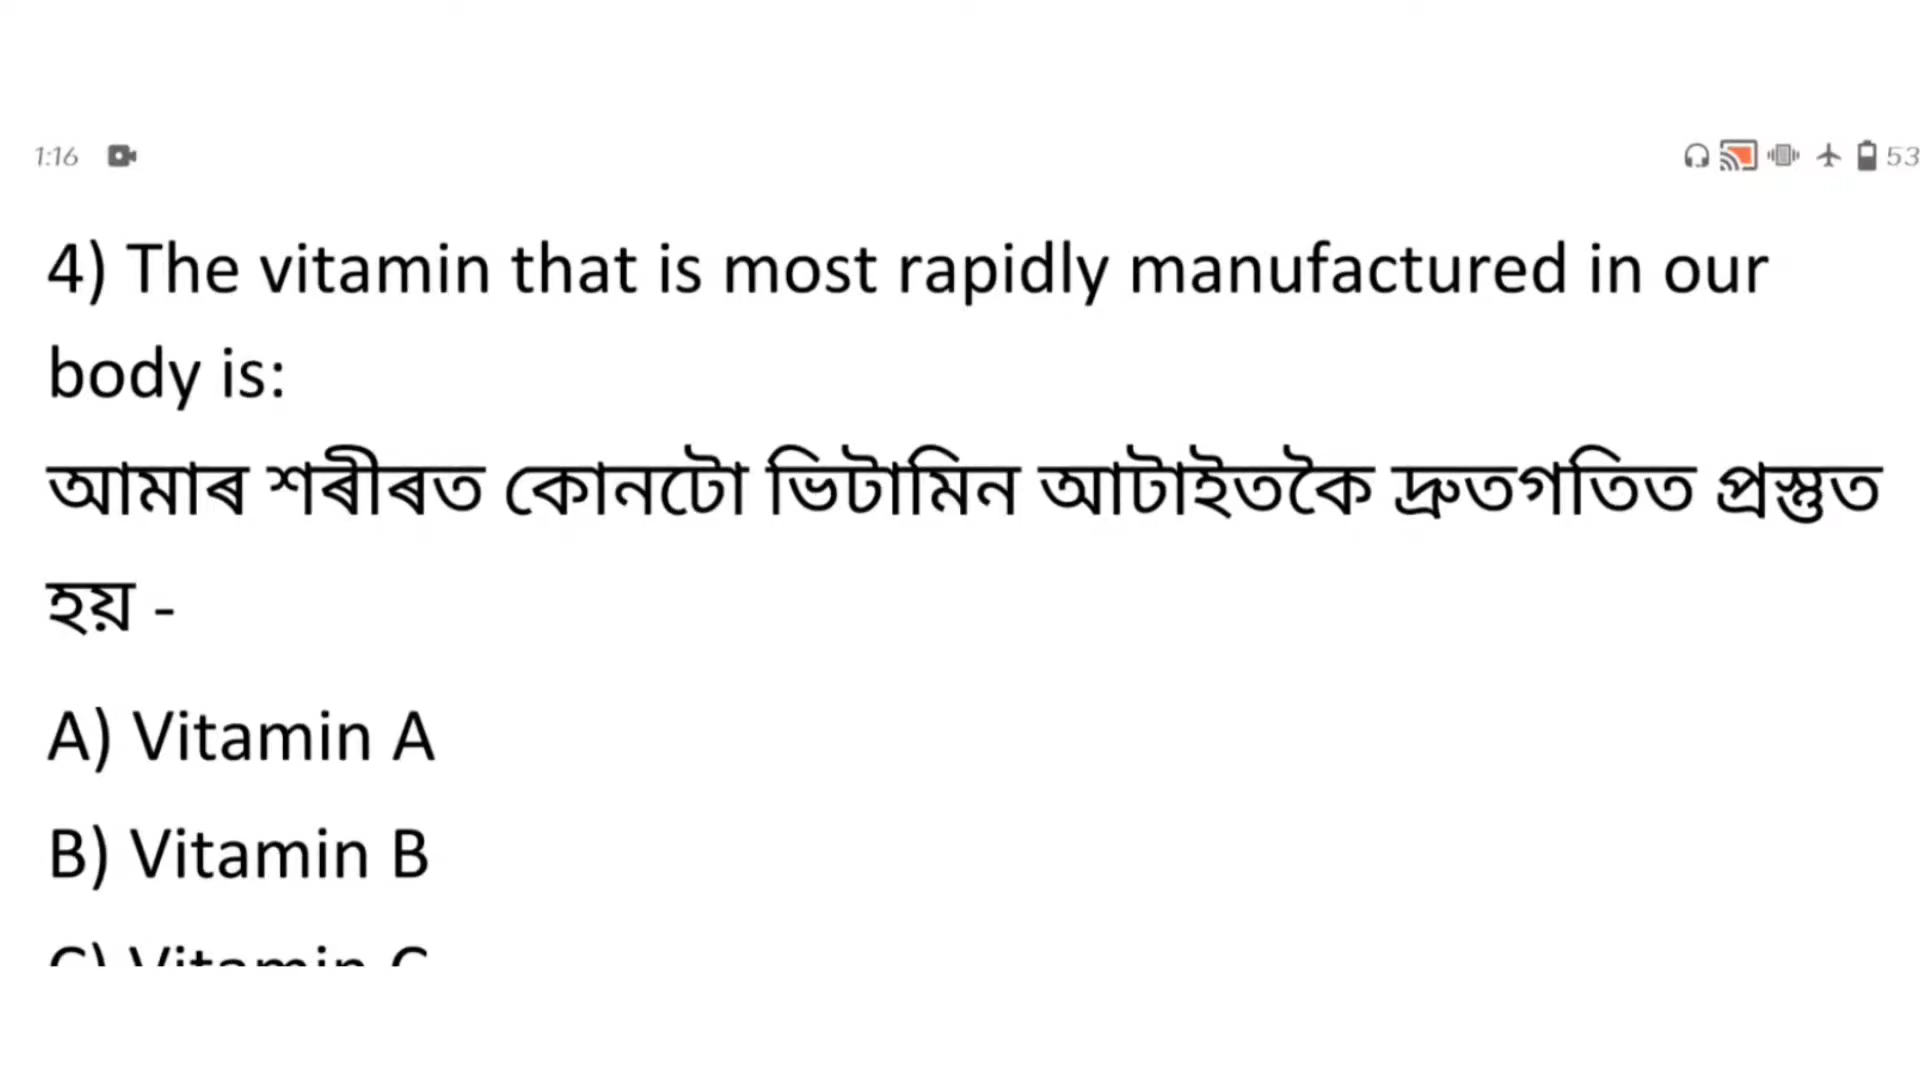 1:16
53
4) The vitamin that is most rapidly manufactured in our
body is:
আমাৰ শৰীৰত কোনটো ভিটামিন আটাইতকৈ দ্ৰুতগতিত প্ৰস্তুত
হয় -
A) Vitamin A
B) Vitamin B
C) Vitamin C